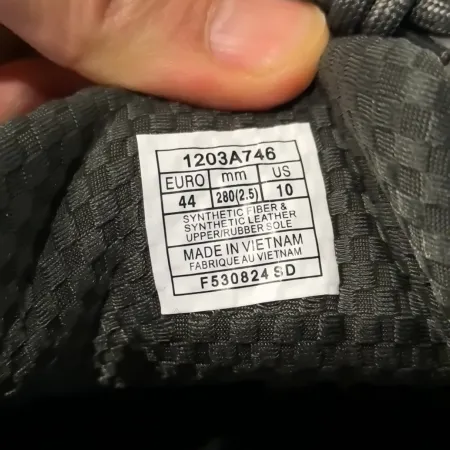 1203A746
EURO mm US
44 280(2.5) 10
SYNTHETIC FIBER &
SYNTHETIC LEATHER
UPPER/RUBBER SOLE
MADE IN VIETNAM
FABRIQUE AU VIETNAM
F530824 SD